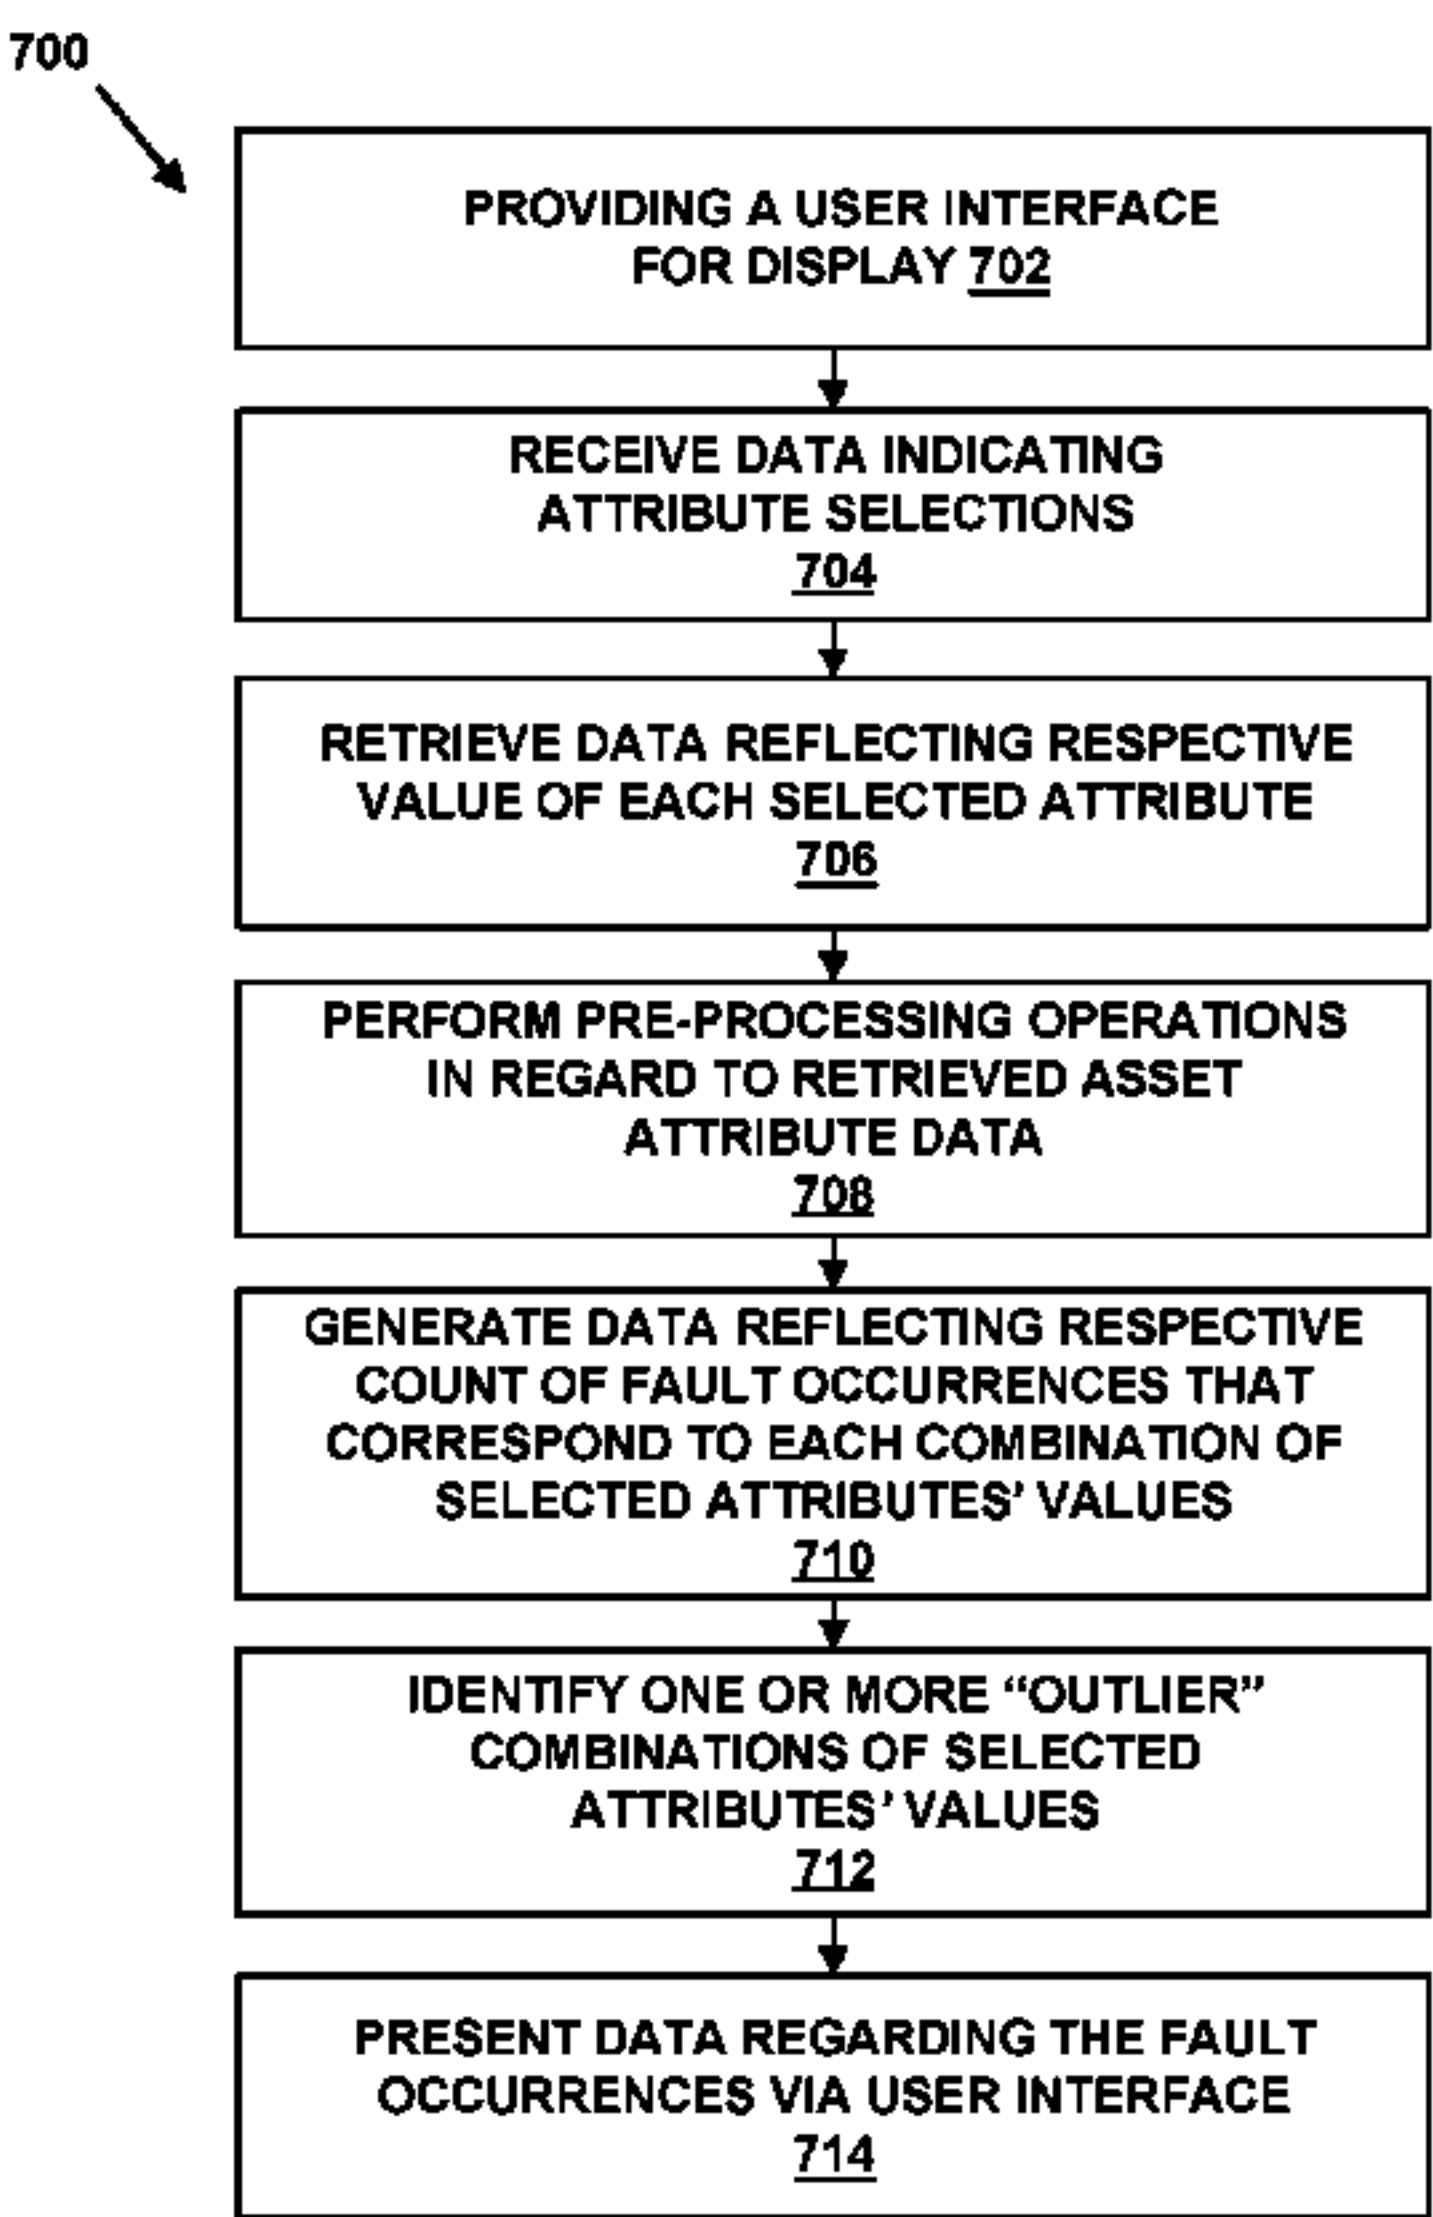 700
PROVIDING A USER INTERFACE
FOR DISPLAY 702
RECEIVE DATA INDICATING
ATTRIBUTE SELECTIONS
704
RETRIEVE DATA REFLECTING RESPECTIVE
VALUE OF EACH SELECTED ATTRIBUTE
706
PERFORM PRE-PROCESSING OPERATIONS
IN REGARD TO RETRIEVED ASSET
ATTRIBUTE DATA
708
GENERATE DATA REFLECTING RESPECTIVE
COUNT OF FAULT OCCURRENCES THAT
CORRESPOND TO EACH COMBINATION OF
SELECTED ATTRIBUTES’ VALUES
710
IDENTIFY ONE OR MORE “OUTLIER”
COMBINATIONS OF SELECTED
ATTRIBUTES’ VALUES
712
PRESENT DATA REGARDING THE FAULT
OCCURRENCES VIA USER INTERFACE
714